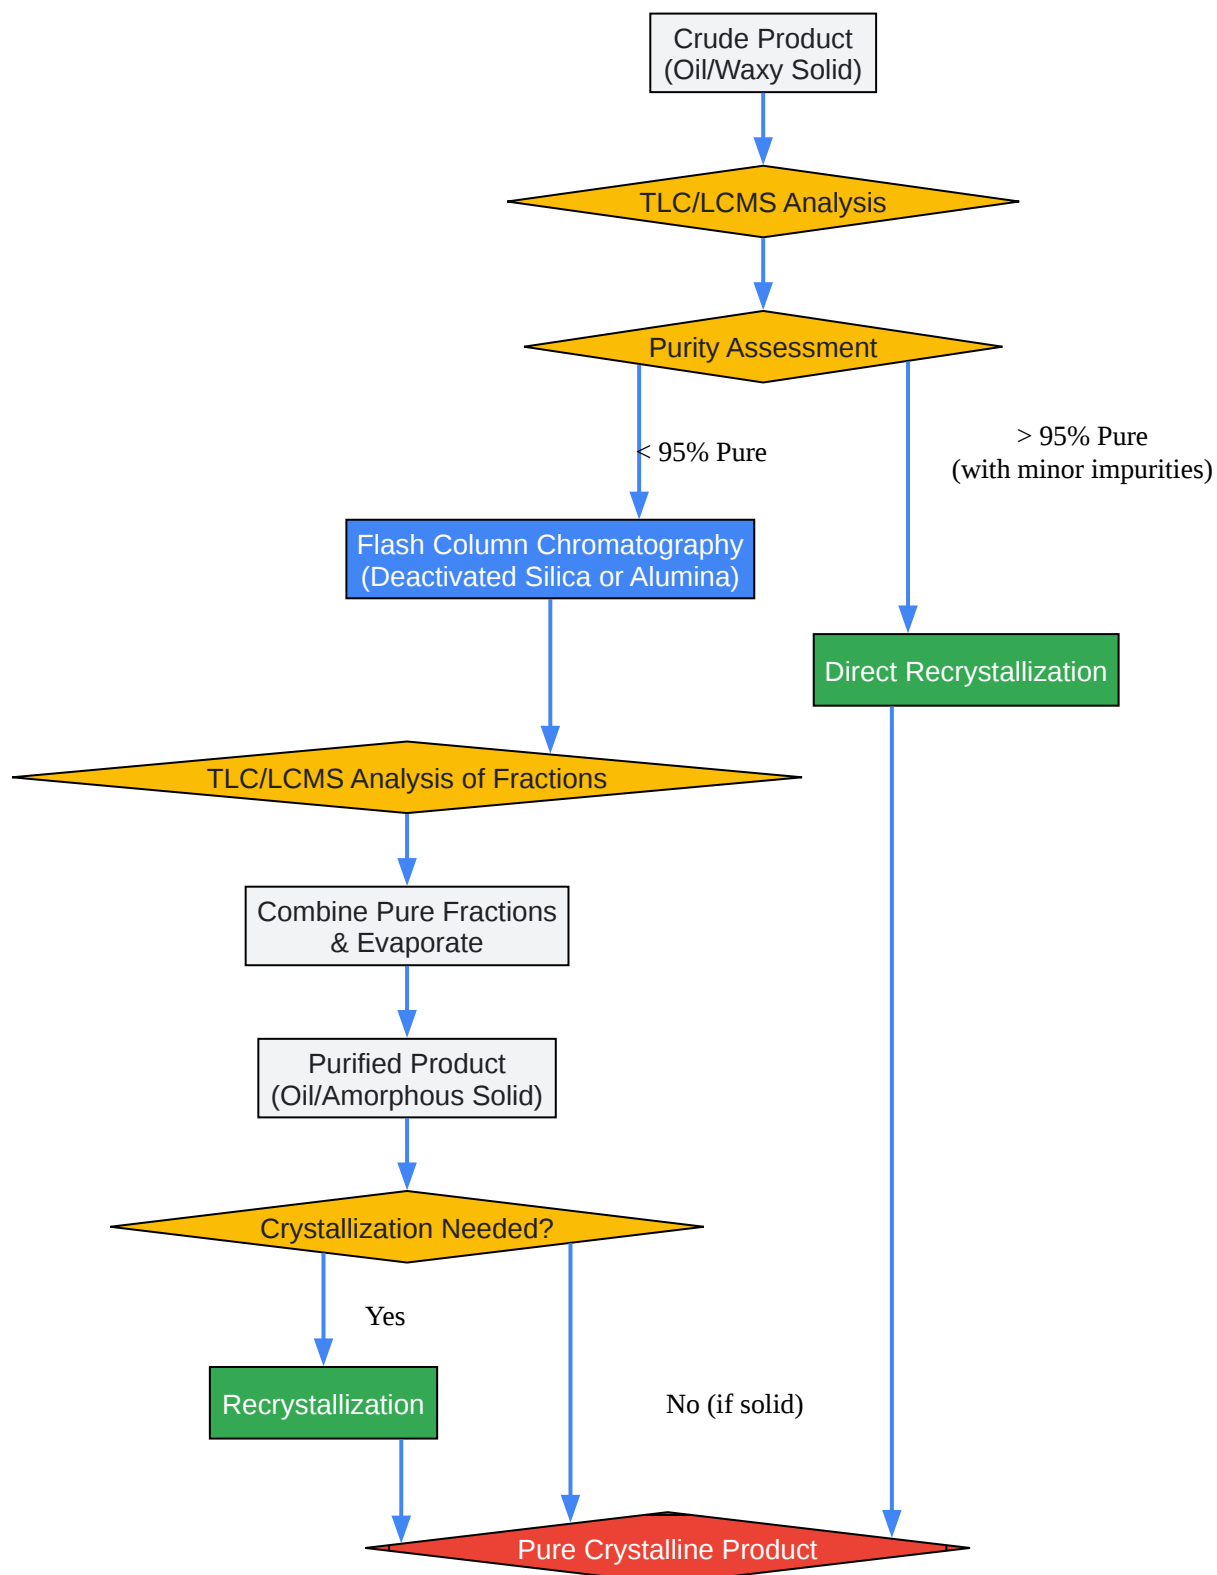 Crude Product
(Oil/Waxy Solid)
TLC/LCMS Analysis
Purity Assessment
< 95% Pure
> 95% Pure
(with minor impurities)
Flash Column Chromatography
(Deactivated Silica or Alumina)
Direct Recrystallization
TLC/LCMS Analysis of Fractions
Combine Pure Fractions
& Evaporate
Purified Product
(Oil/Amorphous Solid)
Crystallization Needed?
Yes
No (if solid)
Recrystallization
Pure Crystalline Product